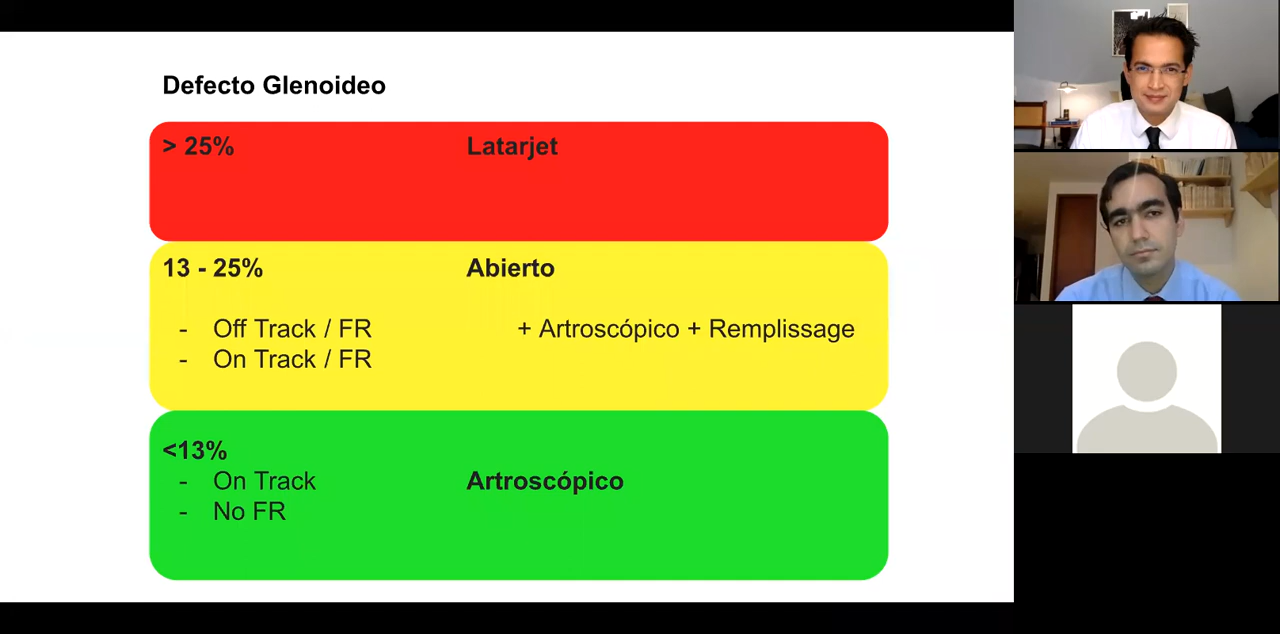 Defecto Glenoideo
> 25% Latarjet
13 - 25% Abierto
- Off Track / FR + Artroscópico + Remplissage
- On Track / FR
<13%
- On Track Artroscópico
- No FR